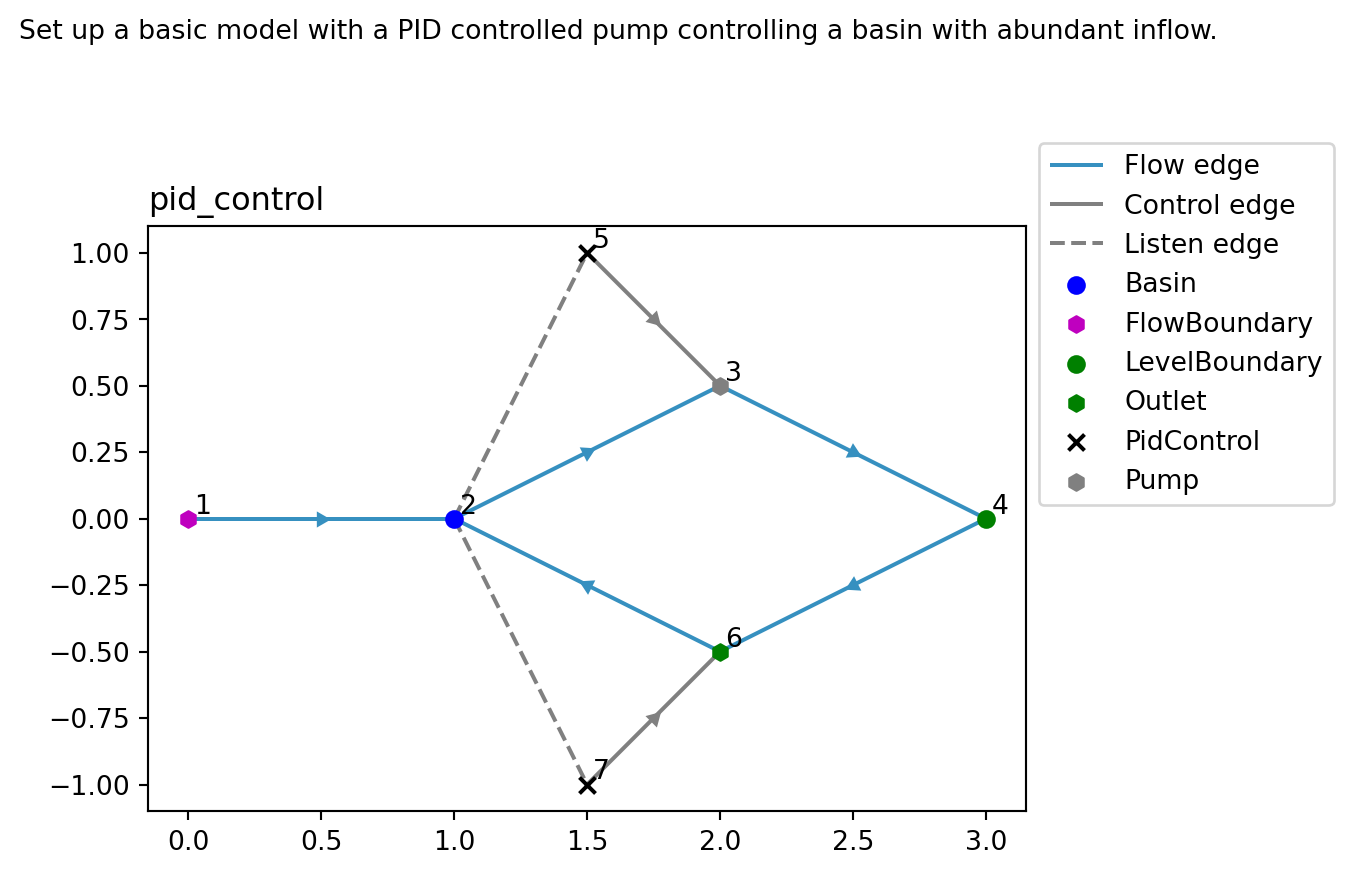 Set up a basic model with a PID controlled pump controlling a basin with abundant inflow.
pid_control
Flow edge
Control edge
Listen edge
Basin
FlowBoundary
LevelBoundary
Outlet
PidControl
Pump
1.00
0.75
0.50
0.25
0.00
−0.25
−0.50
−0.75
−1.00
5
3
1
2
4
6
7
0.0 0.5 1.0 1.5 2.0 2.5 3.0